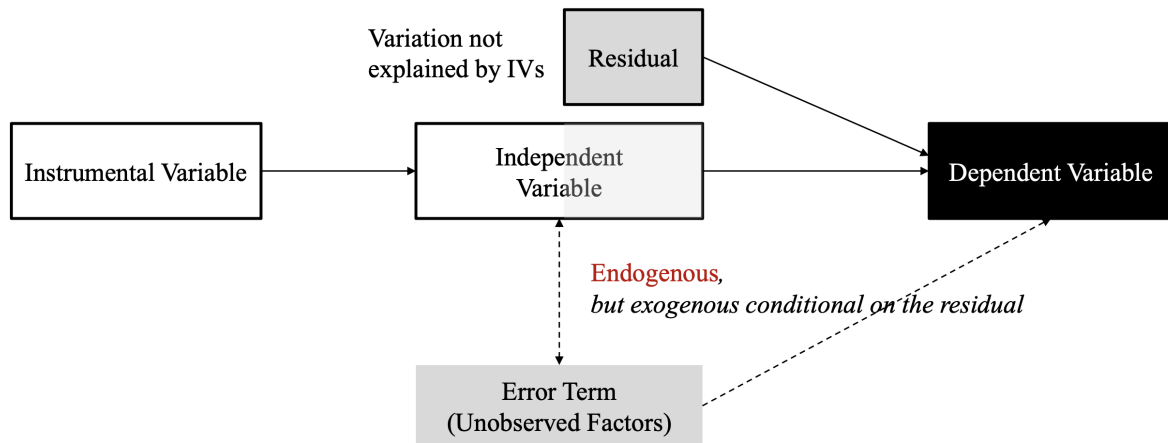 Variation not
explained by IVs
Residual
Instrumental Variable
Independent
Variable
Dependent Variable
Endogenous,
but exogenous conditional on the residual
Error Term
(Unobserved Factors)